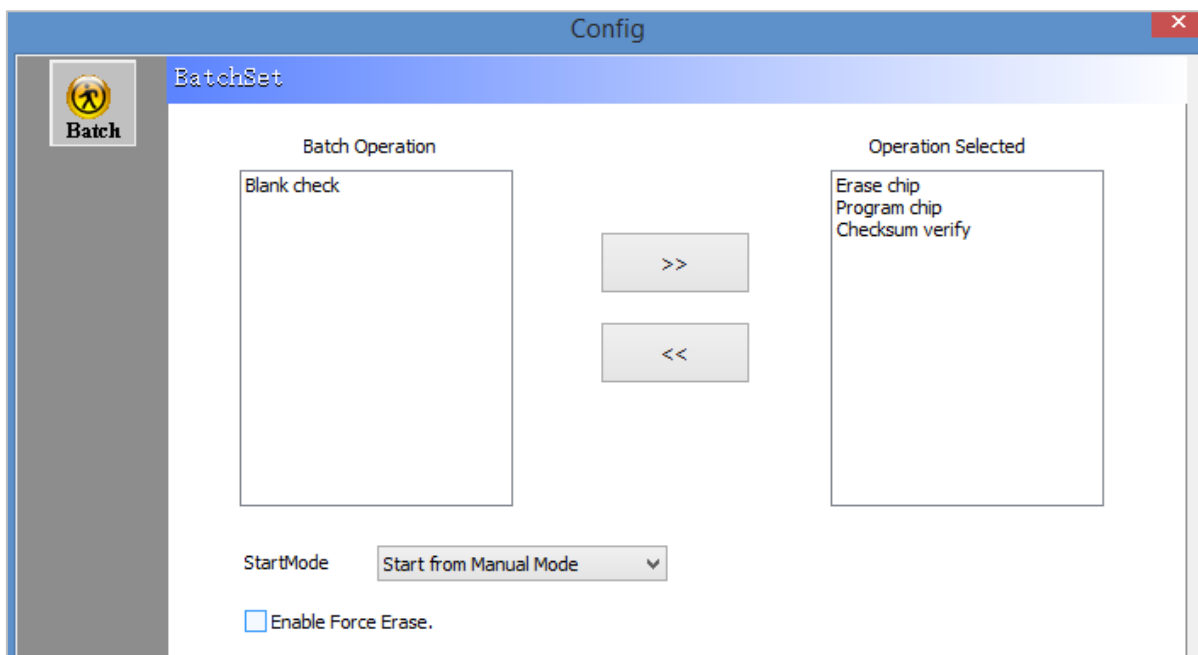 Config
Batch
BatchSet
Batch Operation
Blank check
>>
<<
Operation Selected
Erase chip
Program chip
Checksum verify
StartMode
Start from Manual Mode
Enable Force Erase.